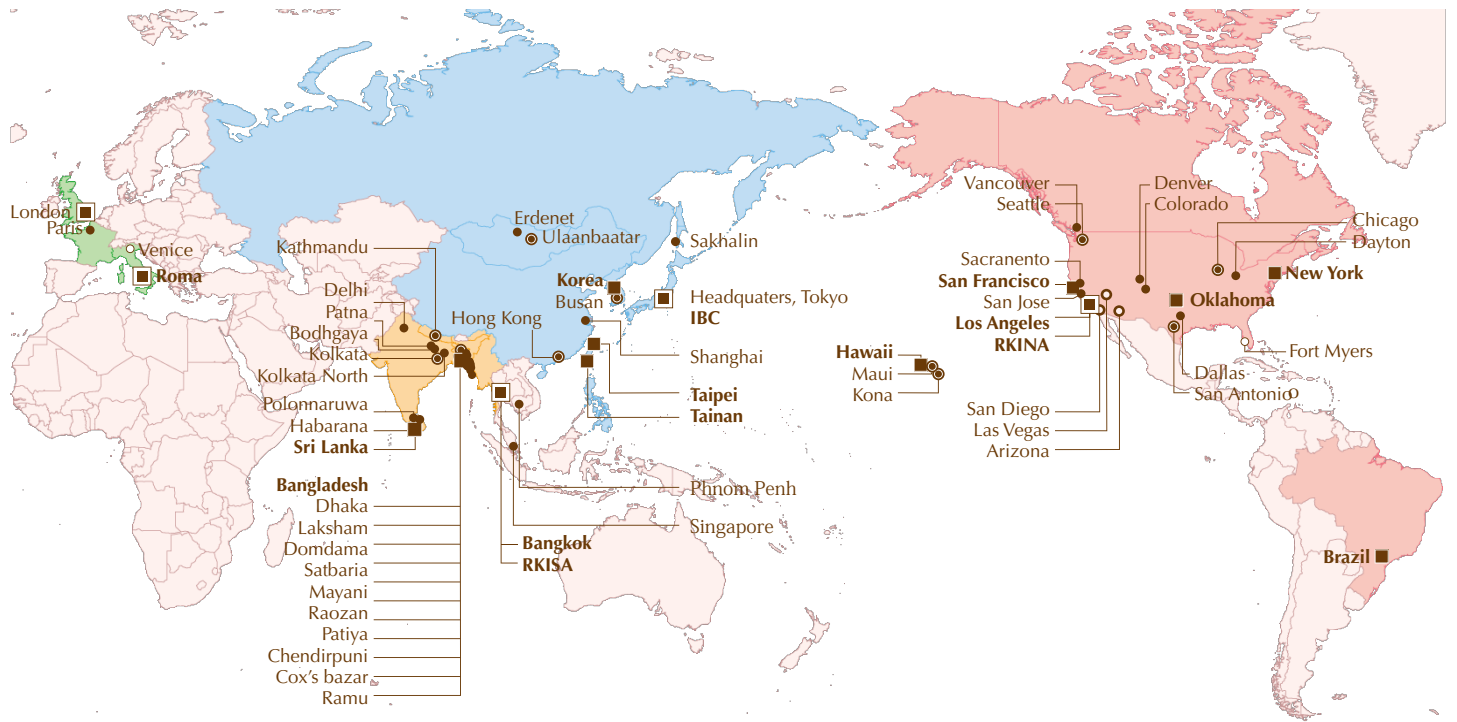 London
Paris
Venice
Roma
Kathmandu
Delhi
Patna
Bodhgaya
Kolkata
Kolkata North
Polonnaruwa
Habarana
Sri Lanka
Bangladesh
Dhaka
Laksham
Domdama
Satbaria
Mayani
Raozan
Patiya
Chendirpuni
Cox's bazar
Ramu
Erdenet
Ulaanbaatar
Sakhalin
Korea
Busan
Headquaters, Tokyo
IBC
Hong Kong
Shanghai
Taipei
Tainan
Phnom Penh
Singapore
Bangkok
RKISA
Hawaii
Maui
Kona
Vancouver
Seattle
Sacranento
San Francisco
San Jose
Los Angeles
RKINA
San Diego
Las Vegas
Arizona
Denver
Colorado
Chicago
Dayton
New York
Oklahoma
Fort Myers
Dallas
San Antonio
Brazil